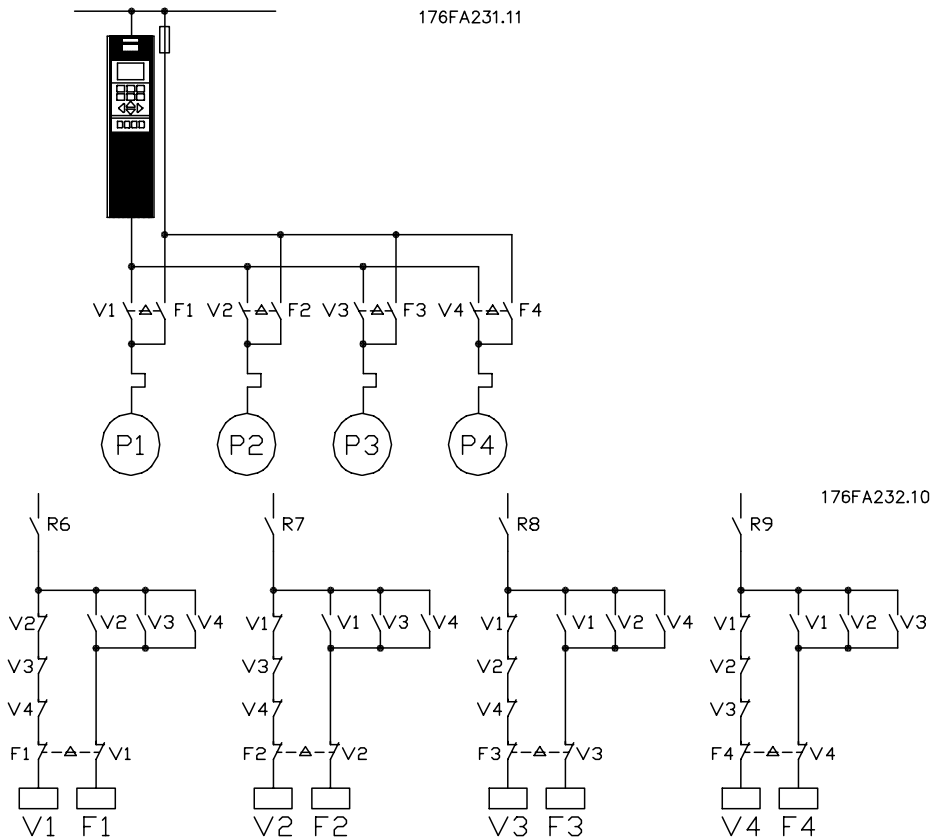 176FA231.11
V1 F1 V2 F2 V3 F3 V4 F4
P1 P2 P3 P4
176FA232.10
R6 R7 R8 R9
V2 V2 V3 V4 V1 V1 V3 V4 V1 V1 V2 V4 V1 V1 V2 V3
V3 V3 V2 V2
V4 V4 V4 V3
F1 V1 F2 V2 F3 V3 F4 V4
V1 F1 V2 F2 V3 F3 V4 F4